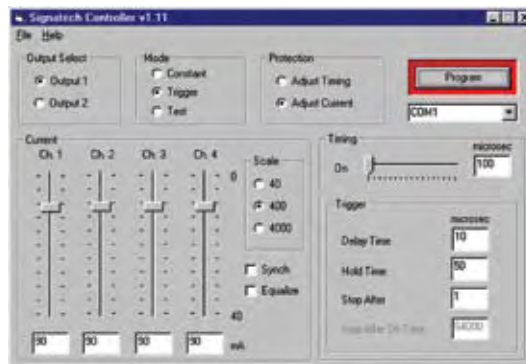 Signatech Controller v1.11
File Help
Output Select
Output 1
Output 2
Mode
Constant
Trigger
Test
Protection
Adjust Timing
Adjust Current
Program
COM1
Current
Ch. 1 Ch. 2 Ch. 3 Ch. 4
0
40
Scale
40
400
4000
Synch
Equalize
90 90 90 90 mA
Timing
microsec
On 100
Trigger
microsec
Delay Time 10
Hold Time 50
Stop After 1